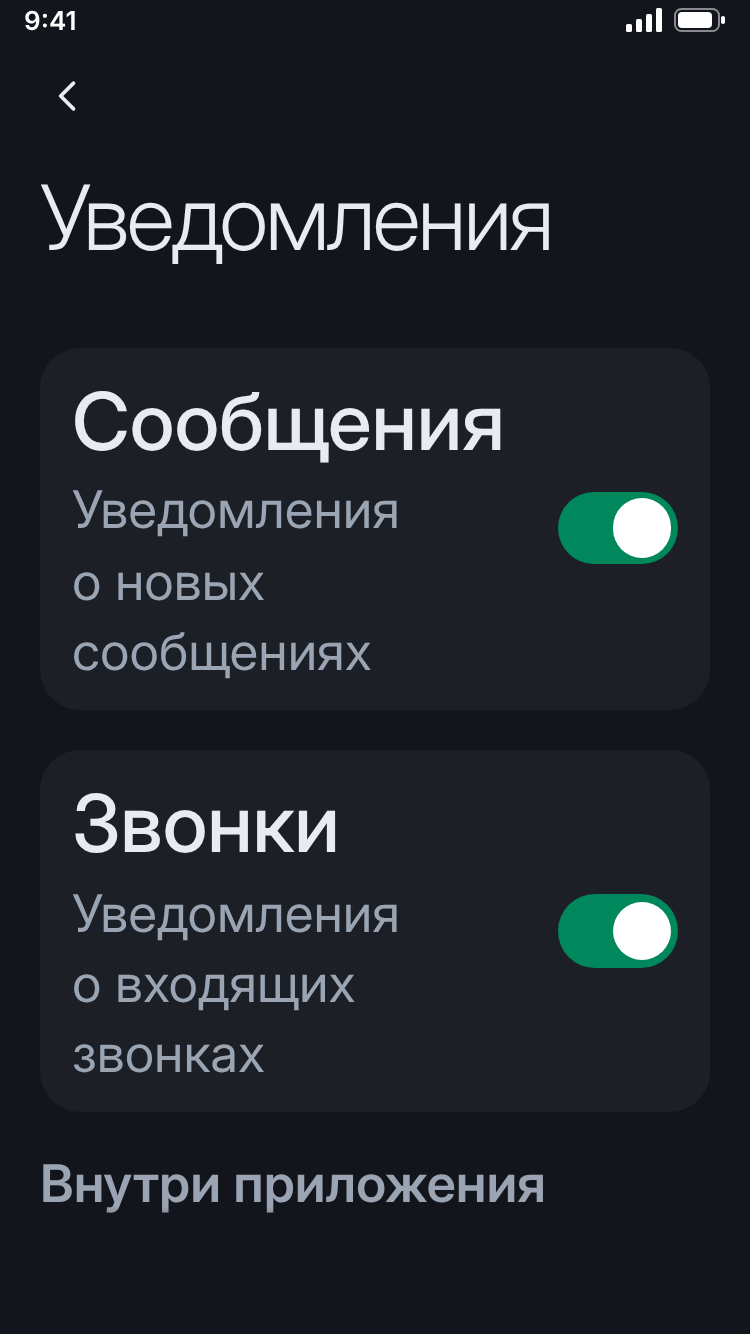 9:41
Уведомления
Сообщения
Уведомления
о новых
сообщениях
Звонки
Уведомления
о входящих
звонках
Внутри приложения